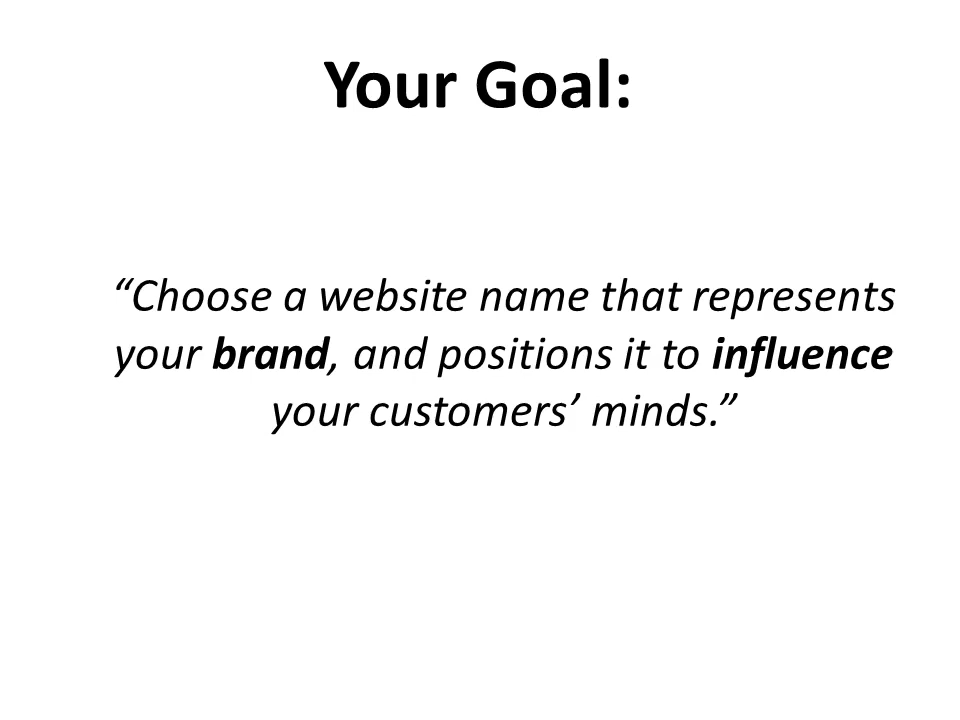 Your Goal:
“Choose a website name that represents
your brand, and positions it to influence
your customers’ minds.”